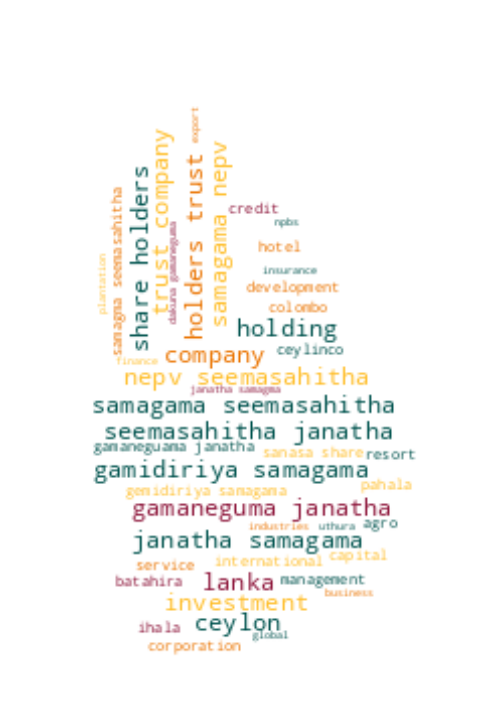 export
trust company
samagama nepv
holders trust
share holders
samagma seemasahitha
dakuna gamaneguma
plantation
credit
npbs
hotel
insurance
development
colombo
holding
ceylinco
company
finance
nepv seemasahitha
janatha samagma
samagama seemasahitha
seemasahitha janatha
gamaneguama janatha
sanasa share
resort
gamidiriya samagama
pahala
gemidiriya samagama
gamaneguma janatha
industries
uthura
agro
janatha samagama
capital
international
service
batahira
lanka
management
business
investment
ceylon
ihala
global
corporation